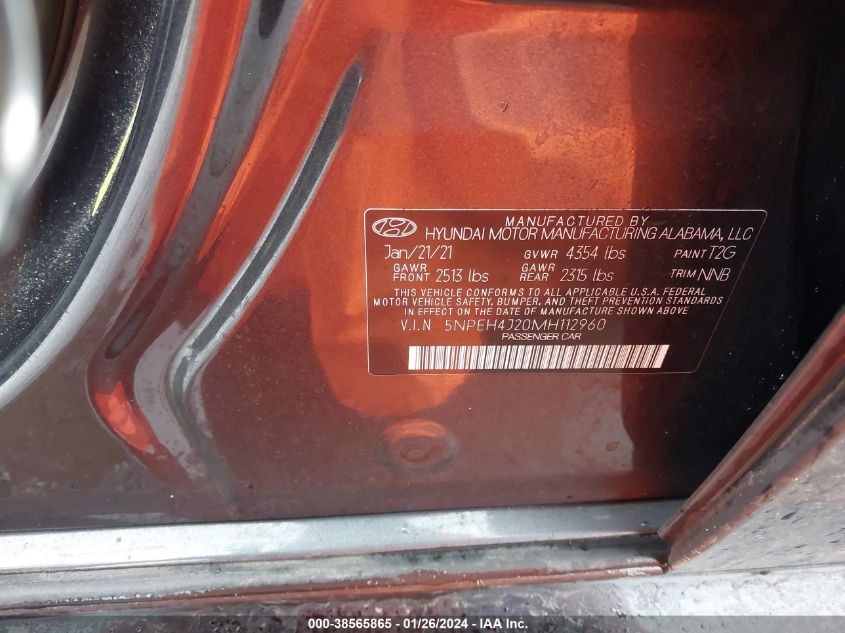 MANUFACTURED BY
HYUNDAI MOTOR MANUFACTURING ALABAMA, LLC
Jan/21/21 GVWR 4354 lbs PAINT T2G
GAWR FRONT 2513 lbs GAWR REAR 2315 lbs TRIM NNB
THIS VEHICLE CONFORMS TO ALL APPLICABLE U.S.A. FEDERAL
MOTOR VEHICLE SAFETY, BUMPER, AND THEFT PREVENTION STANDARDS
IN EFFECT ON THE DATE OF MANUFACTURE SHOWN ABOVE
V.I.N 5NPEH4J20MH112960
PASSENGER CAR
000-38565865 - 01/26/2024 - IAA Inc.